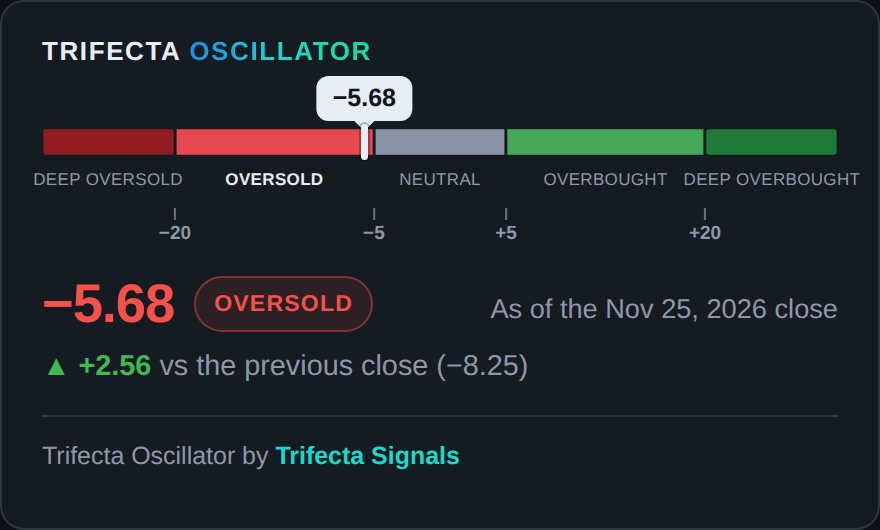 TRIFECTA OSCILLATOR
−5.68
DEEP OVERSOLD OVERSOLD NEUTRAL OVERBOUGHT DEEP OVERBOUGHT
−20 −5 +5 +20
−5.68 OVERSOLD As of the Nov 25, 2026 close
▲ +2.56 vs the previous close (−8.25)
Trifecta Oscillator by Trifecta Signals